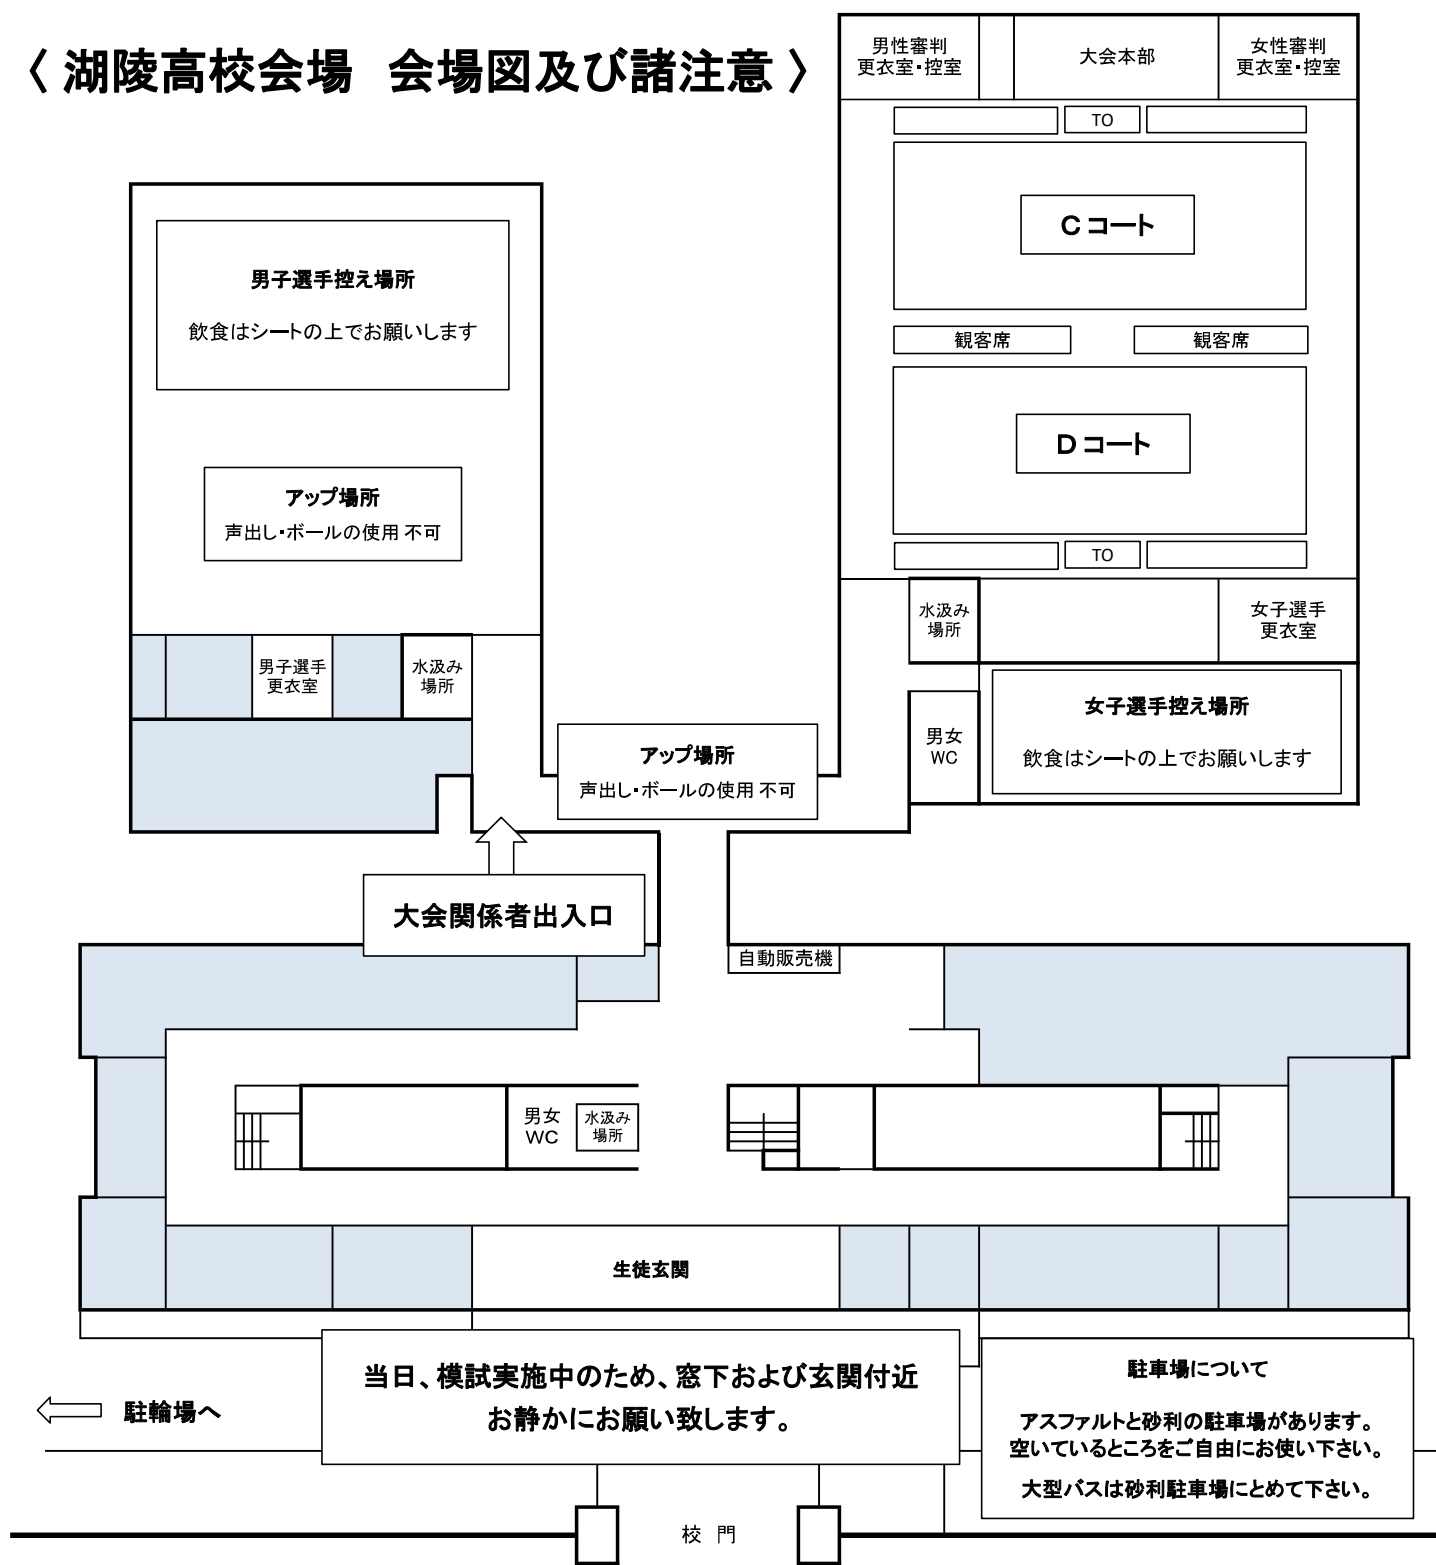 〈 湖陵高校会場　会場図及び諸注意 〉
男性審判
更衣室・控室
大会本部
女性審判
更衣室・控室
TO
C コート
観客席
観客席
D コート
TO
男子選手控え場所
飲食はシートの上でお願いします
アップ場所
声出し・ボールの使用 不可
男子選手
更衣室
水汲み
場所
水汲み
場所
女子選手
更衣室
男女
WC
女子選手控え場所
飲食はシートの上でお願いします
アップ場所
声出し・ボールの使用 不可
大会関係者出入口
自動販売機
男女
WC
水汲み
場所
生徒玄関
当日、模試実施中のため、窓下および玄関付近
お静かにお願い致します。
駐輪場へ
駐車場について
アスファルトと砂利の駐車場があります。
空いているところをご自由にお使い下さい。
大型バスは砂利駐車場にとめて下さい。
校 門